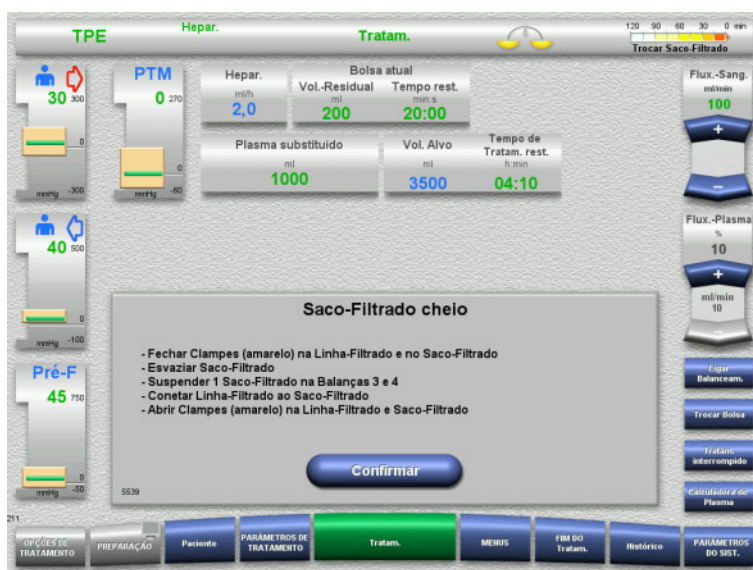 TPE
Hepar.
Tratam.
120 90 60 30 0 min
Trocar Saco-Filtrado
30 300
0
mmHg -300
PTM
0 270
0
mmHg -60
Hepar.
ml/h
2,0
Bolsa atual
Vol.-Residual Tempo rest.
ml min:s
200 20:00
Plasma substituído
ml
1000
Vol. Alvo
ml
3500
Tempo de
Tratam. rest.
h:min
04:10
Flux.-Sang.
ml/min
100
+
−
40 500
0
mmHg -100
Flux.-Plasma
%
10
+
ml/min
10
−
Pré-F
45 750
0
mmHg -50
Saco-Filtrado cheio
- Fechar Clampes (amarelo) na Linha-Filtrado e no Saco-Filtrado
- Esvaziar Saco-Filtrado
- Suspender 1 Saco-Filtrado na Balanças 3 e 4
- Conetar Linha-Filtrado ao Saco-Filtrado
- Abrir Clampes (amarelo) na Linha-Filtrado e Saco-Filtrado
Confirmar
5539
Ligar
Balanceam.
Trocar Bolsa
Tratam.
interrompido
Calculadora de
Plasma
211
OPÇÕES DE
TRATAMENTO
PREPARAÇÃO
Paciente
PARÂMETROS DE
TRATAMENTO
Tratam.
MENUS
FIM DO
Tratam.
Histórico
PARÂMETROS
DO SIST.